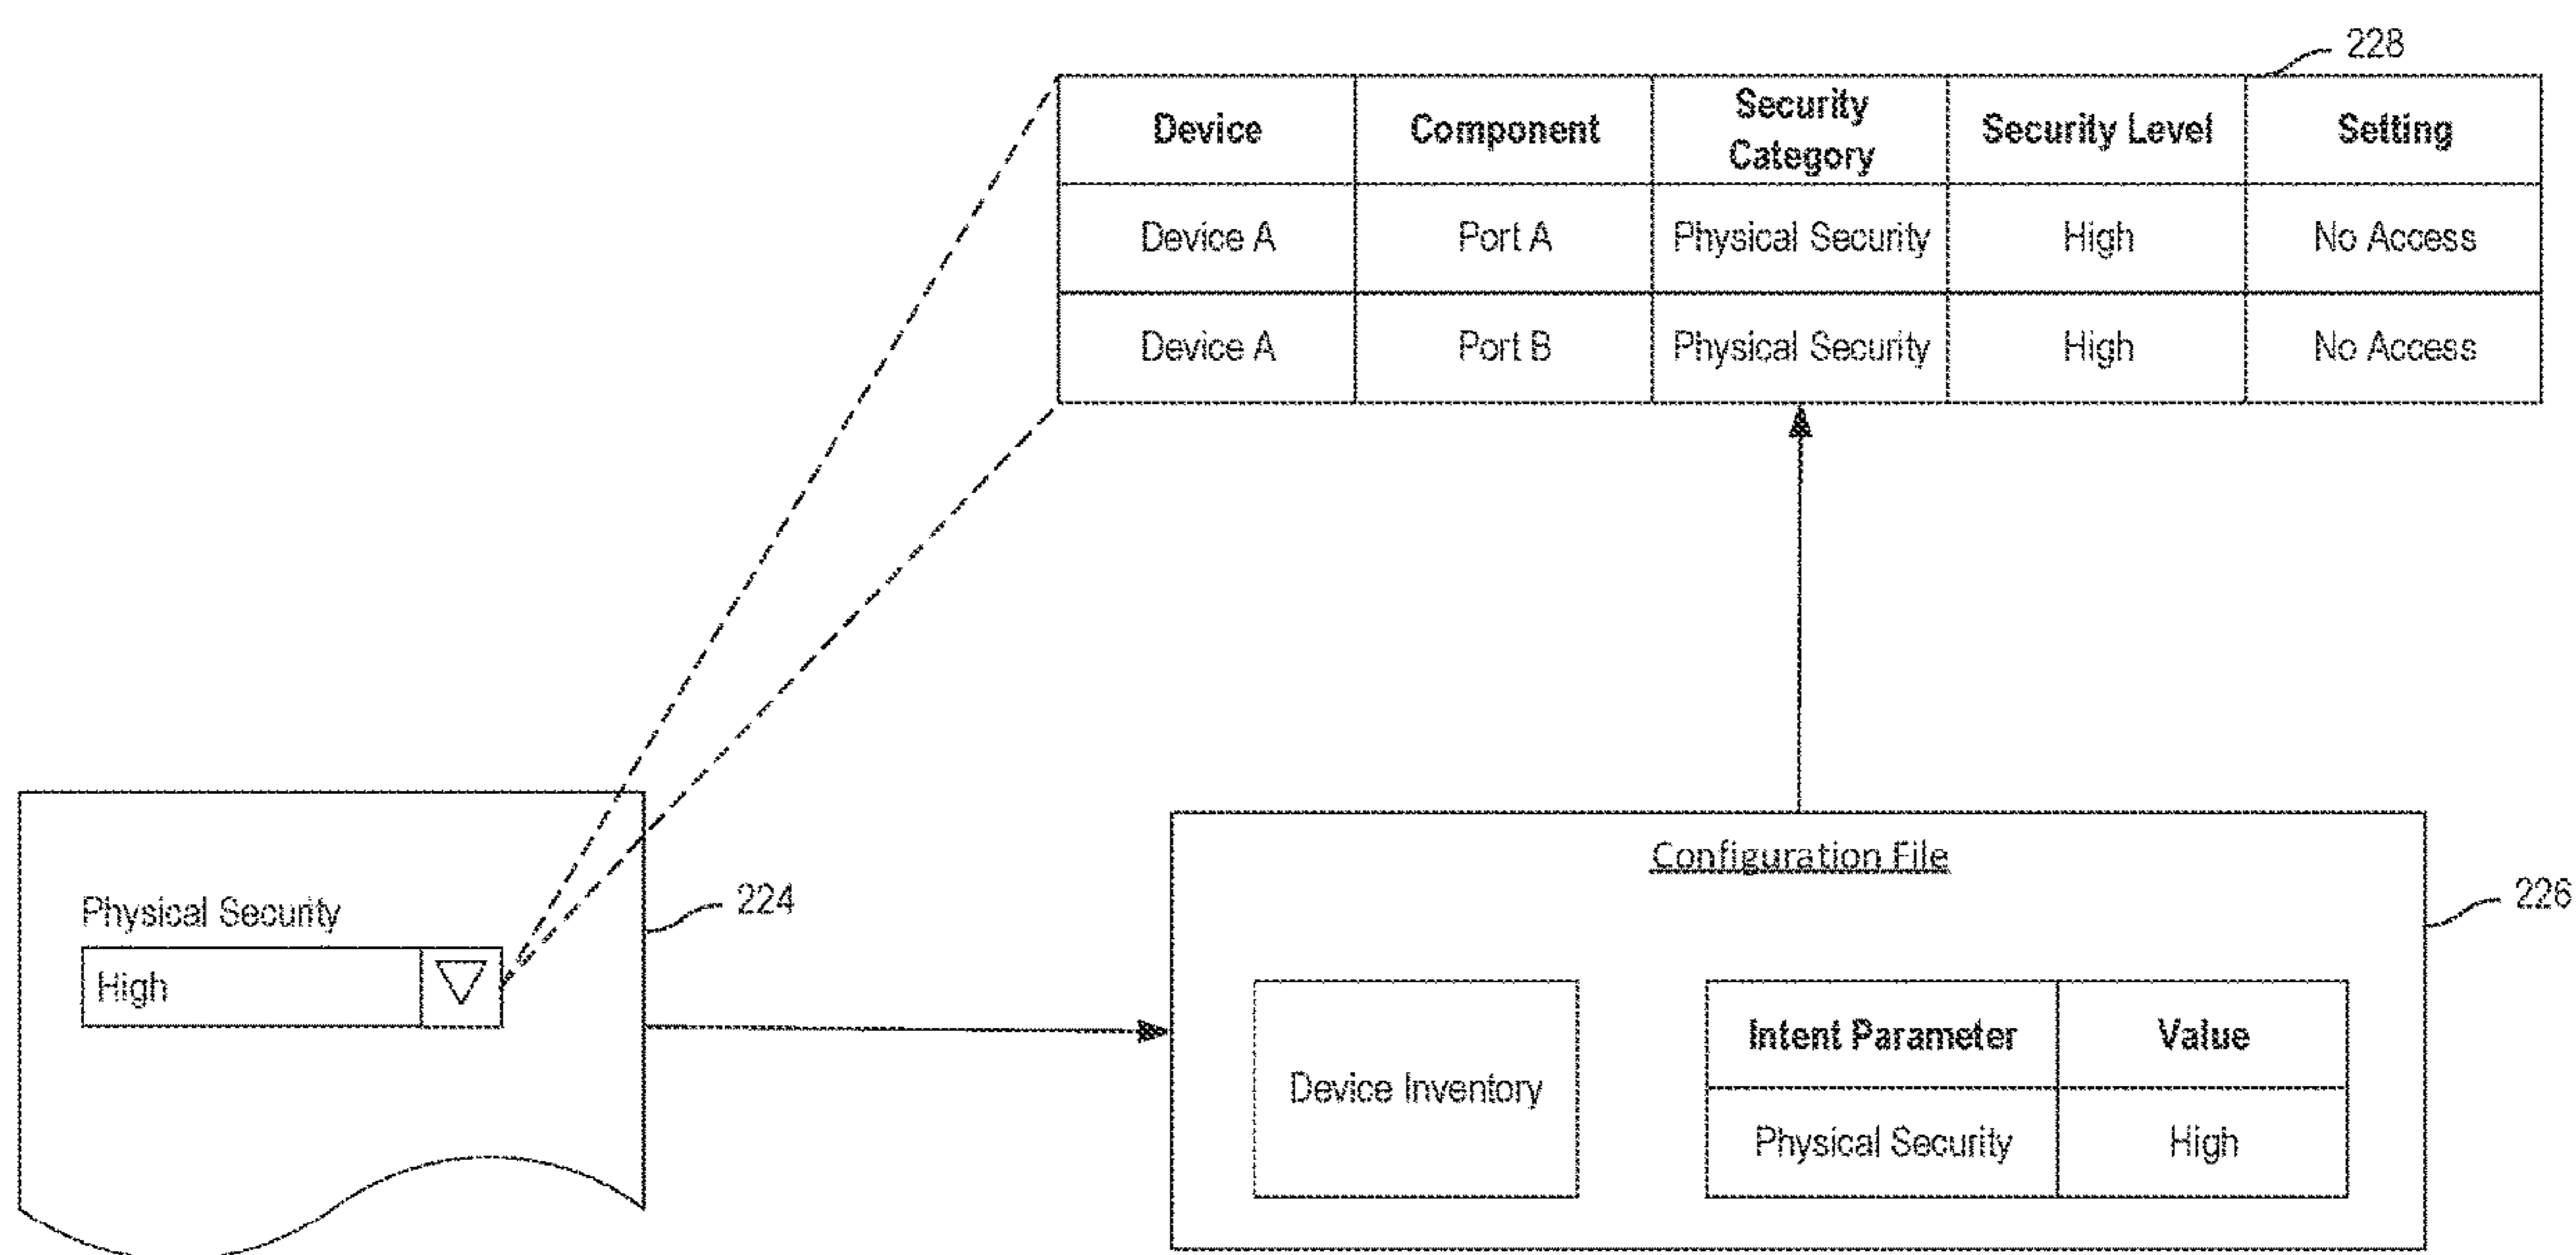 228
Device Component Security Category Security Level Setting
Device A Port A Physical Security High No Access
Device A Port B Physical Security High No Access
Physical Security
High
224
Configuration File
226
Device Inventory
Intent Parameter Value
Physical Security High